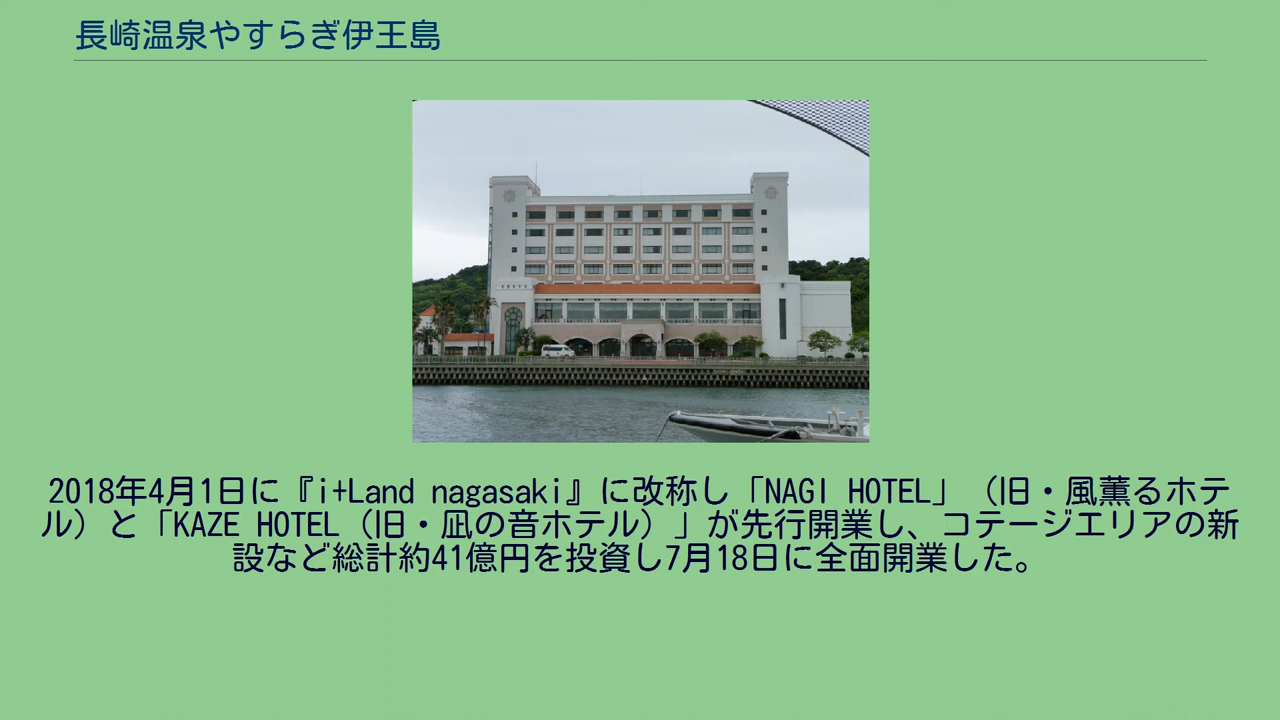 長崎温泉やすらぎ伊王島
2018年4月1日に『i+Land nagasaki』に改称し「NAGI HOTEL」（旧・風薫るホテ
ル）と「KAZE HOTEL（旧・凪の音ホテル）」が先行開業し、コテージエリアの新
設など総計約41億円を投資し7月18日に全面開業した。